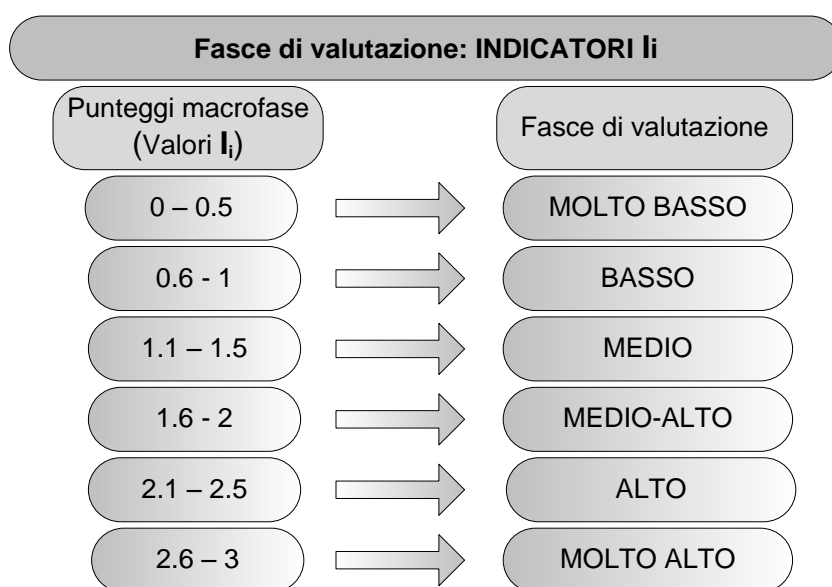 Fasce di valutazione: INDICATORI Ii
Punteggi macrofase
(Valori Ii)
Fasce di valutazione
0 – 0.5
MOLTO BASSO
0.6 - 1
BASSO
1.1 – 1.5
MEDIO
1.6 - 2
MEDIO-ALTO
2.1 – 2.5
ALTO
2.6 – 3
MOLTO ALTO